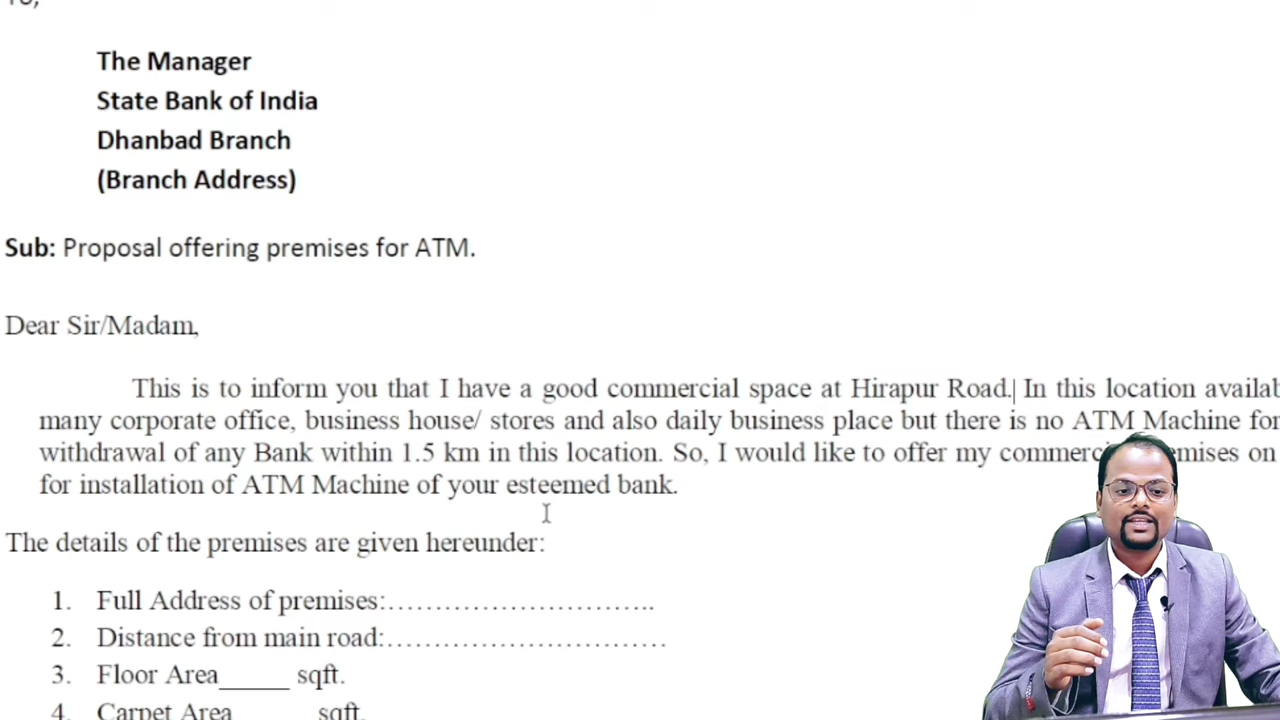 To,
The Manager
State Bank of India
Dhanbad Branch
(Branch Address)
Sub: Proposal offering premises for ATM.
Dear Sir/Madam,
This is to inform you that I have a good commercial space at Hirapur Road. In this location
many corporate office, business house/ stores and also daily business place but there is no ATM Machine for
withdrawal of any Bank within 1.5 km in this location. So, I would like to offer my on
for installation of ATM Machine of your esteemed bank.
The details of the premises are given hereunder:
1. Full Address of premises:………………………..
2. Distance from main road:…………………………
3. Floor Area_____ sqft.
4. Carpet Area______ sqft.